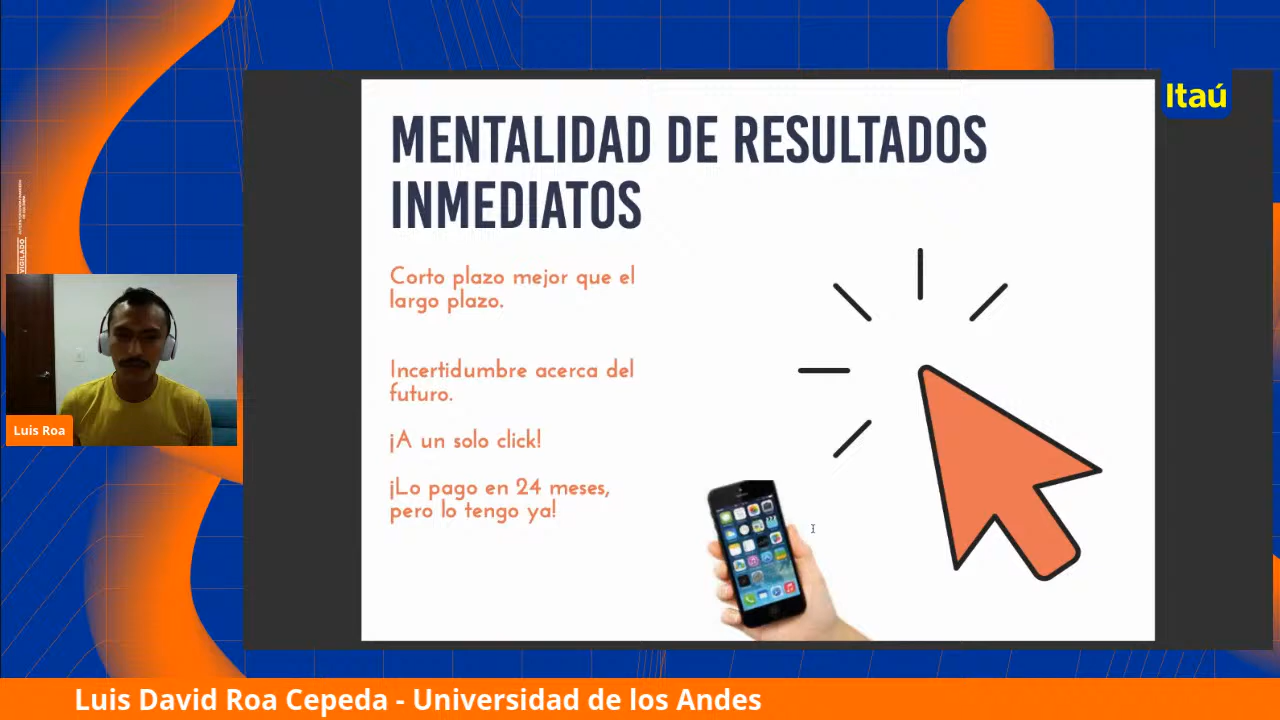 Itaú
MENTALIDAD DE RESULTADOS
INMEDIATOS
Corto plazo mejor que el
largo plazo.
Incertidumbre acerca del
futuro.
¡A un solo click!
¡Lo pago en 24 meses,
pero lo tengo ya!
VIGILADO
Luis Roa
Luis David Roa Cepeda - Universidad de los Andes